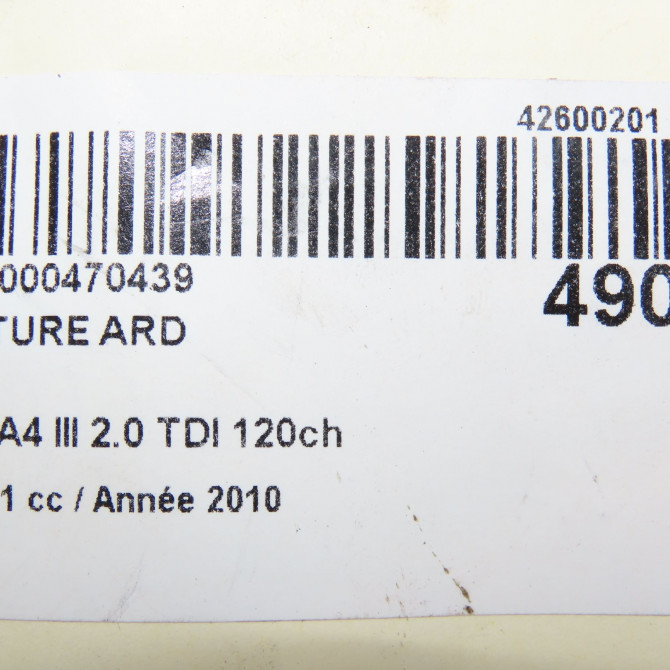 42600201
000470439
490
TURE ARD
A4 III 2.0 TDI 120ch
1 cc / Année 2010